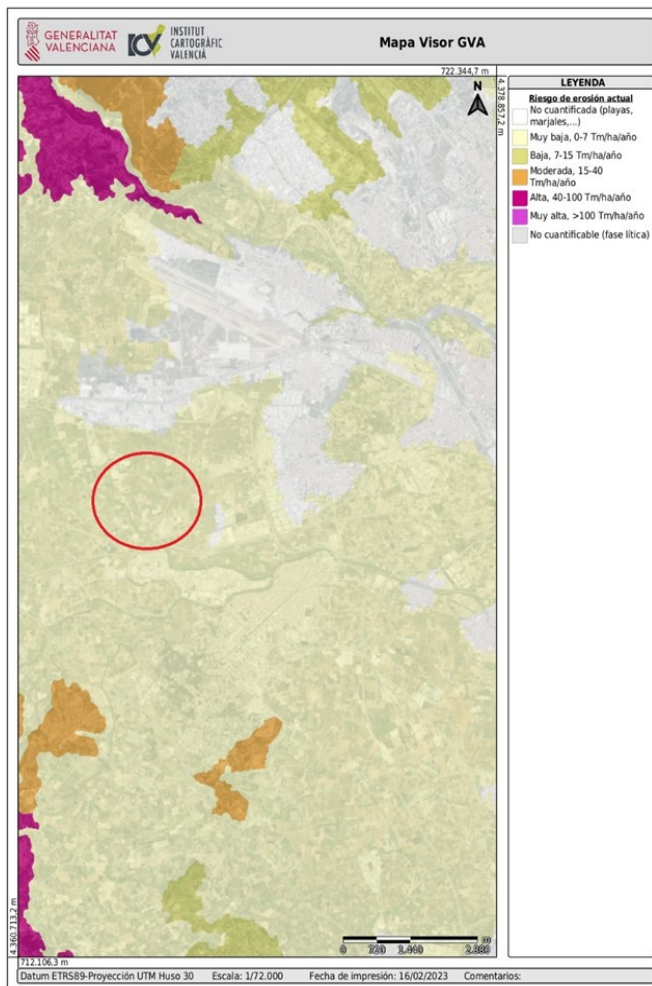 GENERALITAT
VALENCIANA
INSTITUT
CARTOGRÀFIC
VALENCIÀ
Mapa Visor GVA
722.344,7 m
4.378.857,2 m
N
LEYENDA
Riesgo de erosión actual
No cuantificada (playas,
marjales,...)
Muy baja, 0-7 Tm/ha/año
Baja, 7-15 Tm/ha/año
Moderada, 15-40
Tm/ha/año
Alta, 40-100 Tm/ha/año
Muy alta, >100 Tm/ha/año
No cuantificable (fase lítica)
4.360.713,2 m
712.106,3 m
m
0 720 1.440 2.880
Datum ETRS89-Proyección UTM Huso 30 Escala: 1/72.000 Fecha de impresión: 16/02/2023 Comentarios: